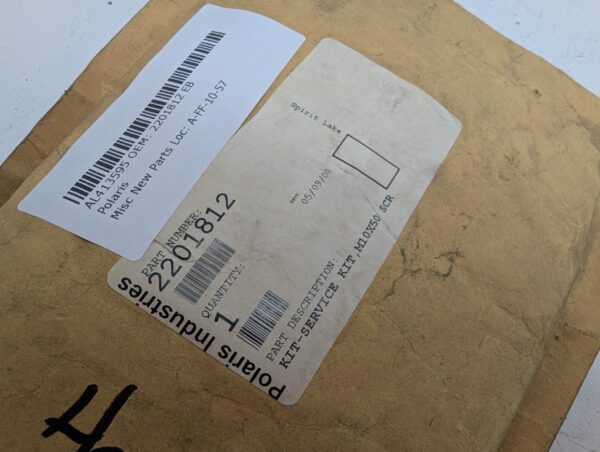 AL413595 OEM: 2201812 EB
Polaris
Misc New Parts Loc: A-FF-10-57
Spirit Lake
05/09/00
PART NUMBER:
2201812
QUANTITY:
1
PART DESCRIPTION:
KIT-SERVICE KIT,M10X50 SCR
Polaris Industries